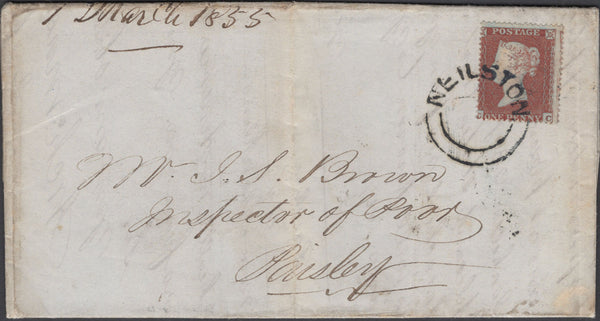 1 March 1855
POSTAGE
ONE PENNY
C
NEILSTON
Mr. J. S. Brown
Inspector of Poor
Paisley